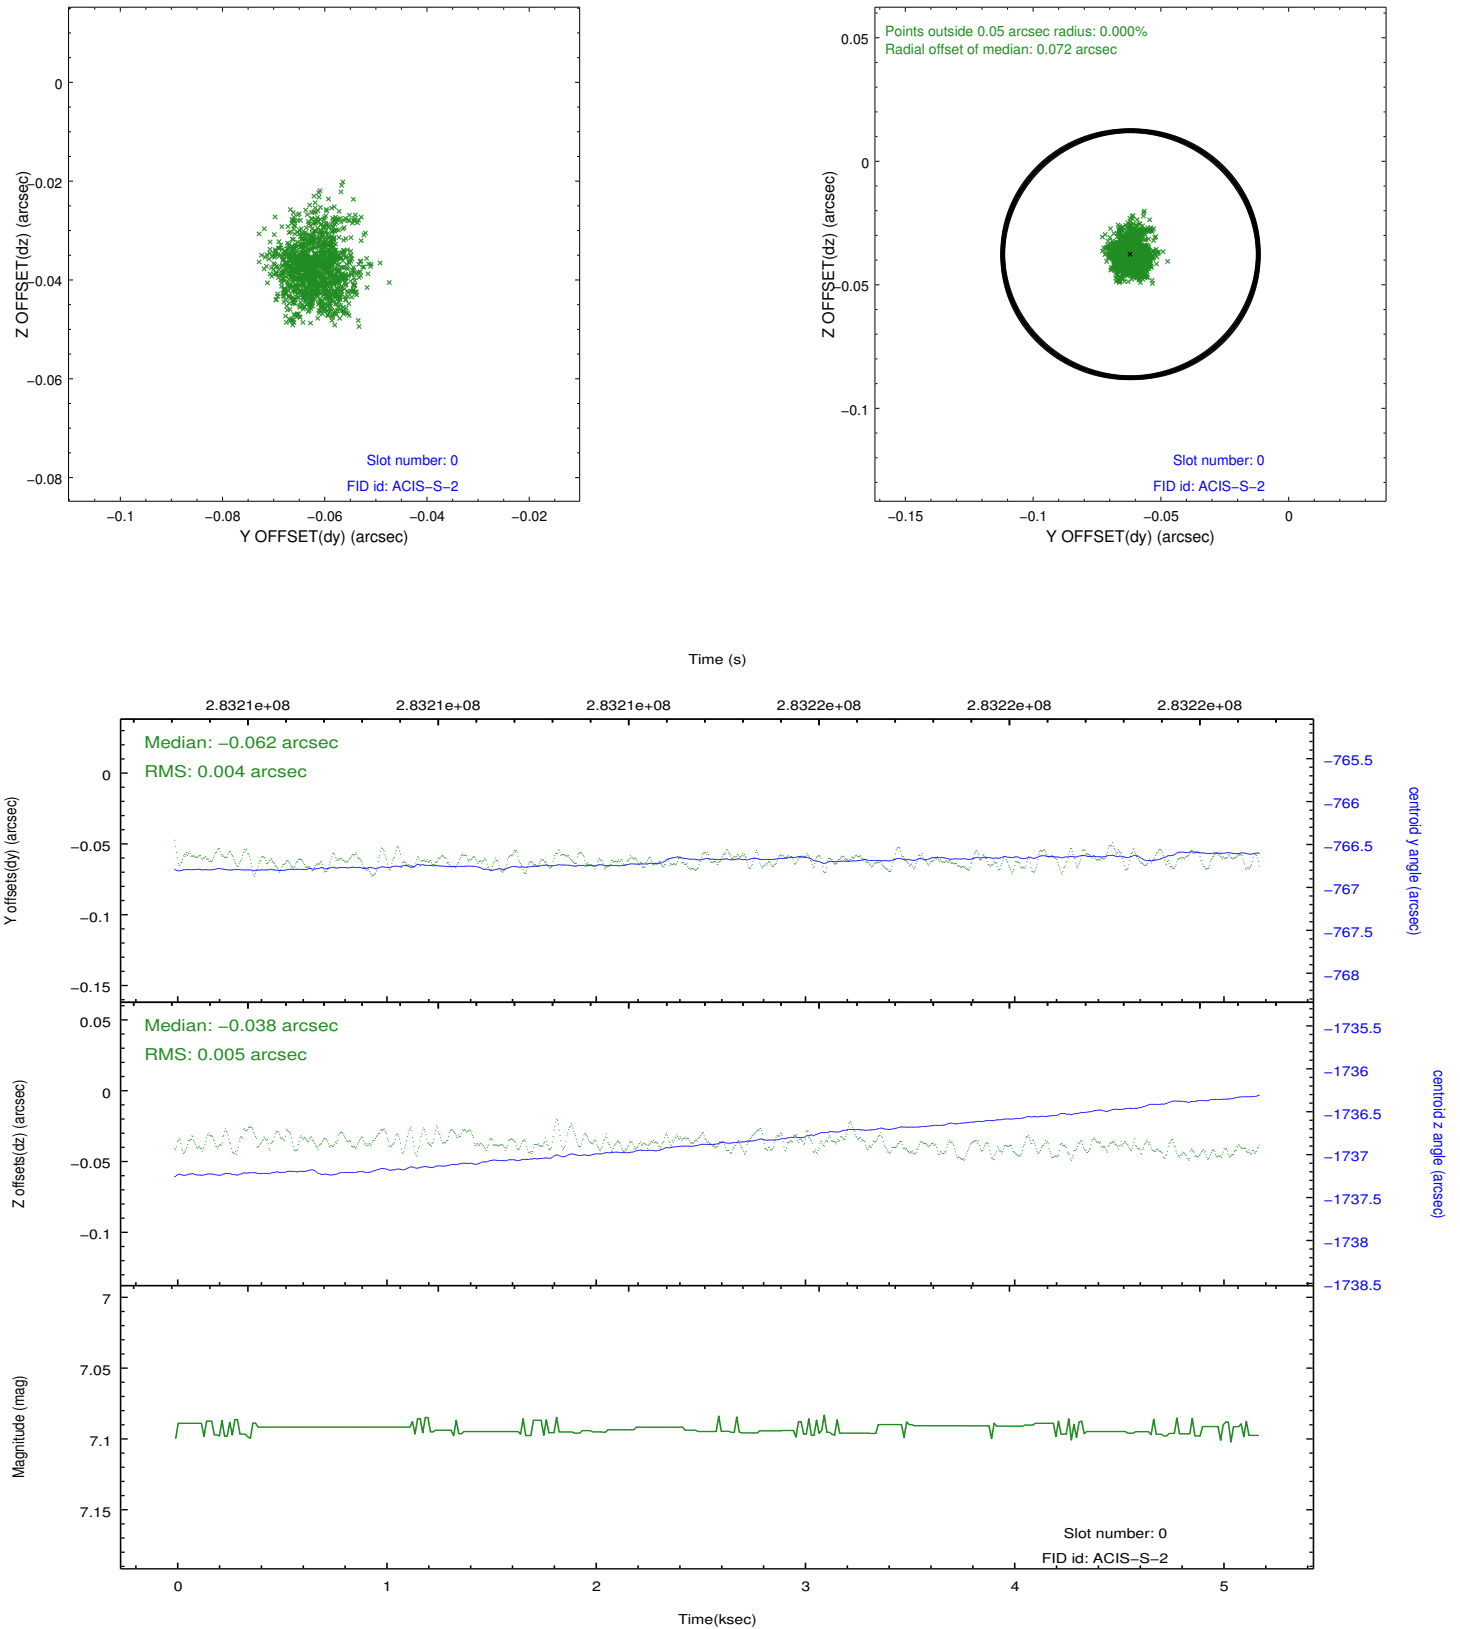 0
−0.02
−0.04
−0.06
−0.08
Z OFFSET(dz) (arcsec)
Slot number: 0
FID id: ACIS−S−2
−0.1
−0.08
−0.06
−0.04
−0.02
Y OFFSET(dy) (arcsec)
Points outside 0.05 arcsec radius: 0.000%
Radial offset of median: 0.072 arcsec
0.05
0
−0.05
−0.1
Z OFFSET(dz) (arcsec)
Slot number: 0
FID id: ACIS−S−2
−0.15
−0.1
−0.05
0
Y OFFSET(dy) (arcsec)
Time (s)
2.8321e+08
2.8321e+08
2.8321e+08
2.8322e+08
2.8322e+08
2.8322e+08
Median: −0.062 arcsec
RMS: 0.004 arcsec
0
−0.05
−0.1
−0.15
Y offsets(dy) (arcsec)
−765.5
−766
−766.5
−767
−767.5
−768
centroid y angle (arcsec)
Median: −0.038 arcsec
RMS: 0.005 arcsec
0.05
0
−0.05
−0.1
Z offsets(dz) (arcsec)
−1735.5
−1736
−1736.5
−1737
−1737.5
−1738
−1738.5
centroid z angle (arcsec)
7
7.05
7.1
7.15
Magnitude (mag)
Slot number: 0
FID id: ACIS−S−2
0
1
2
3
4
5
Time(ksec)